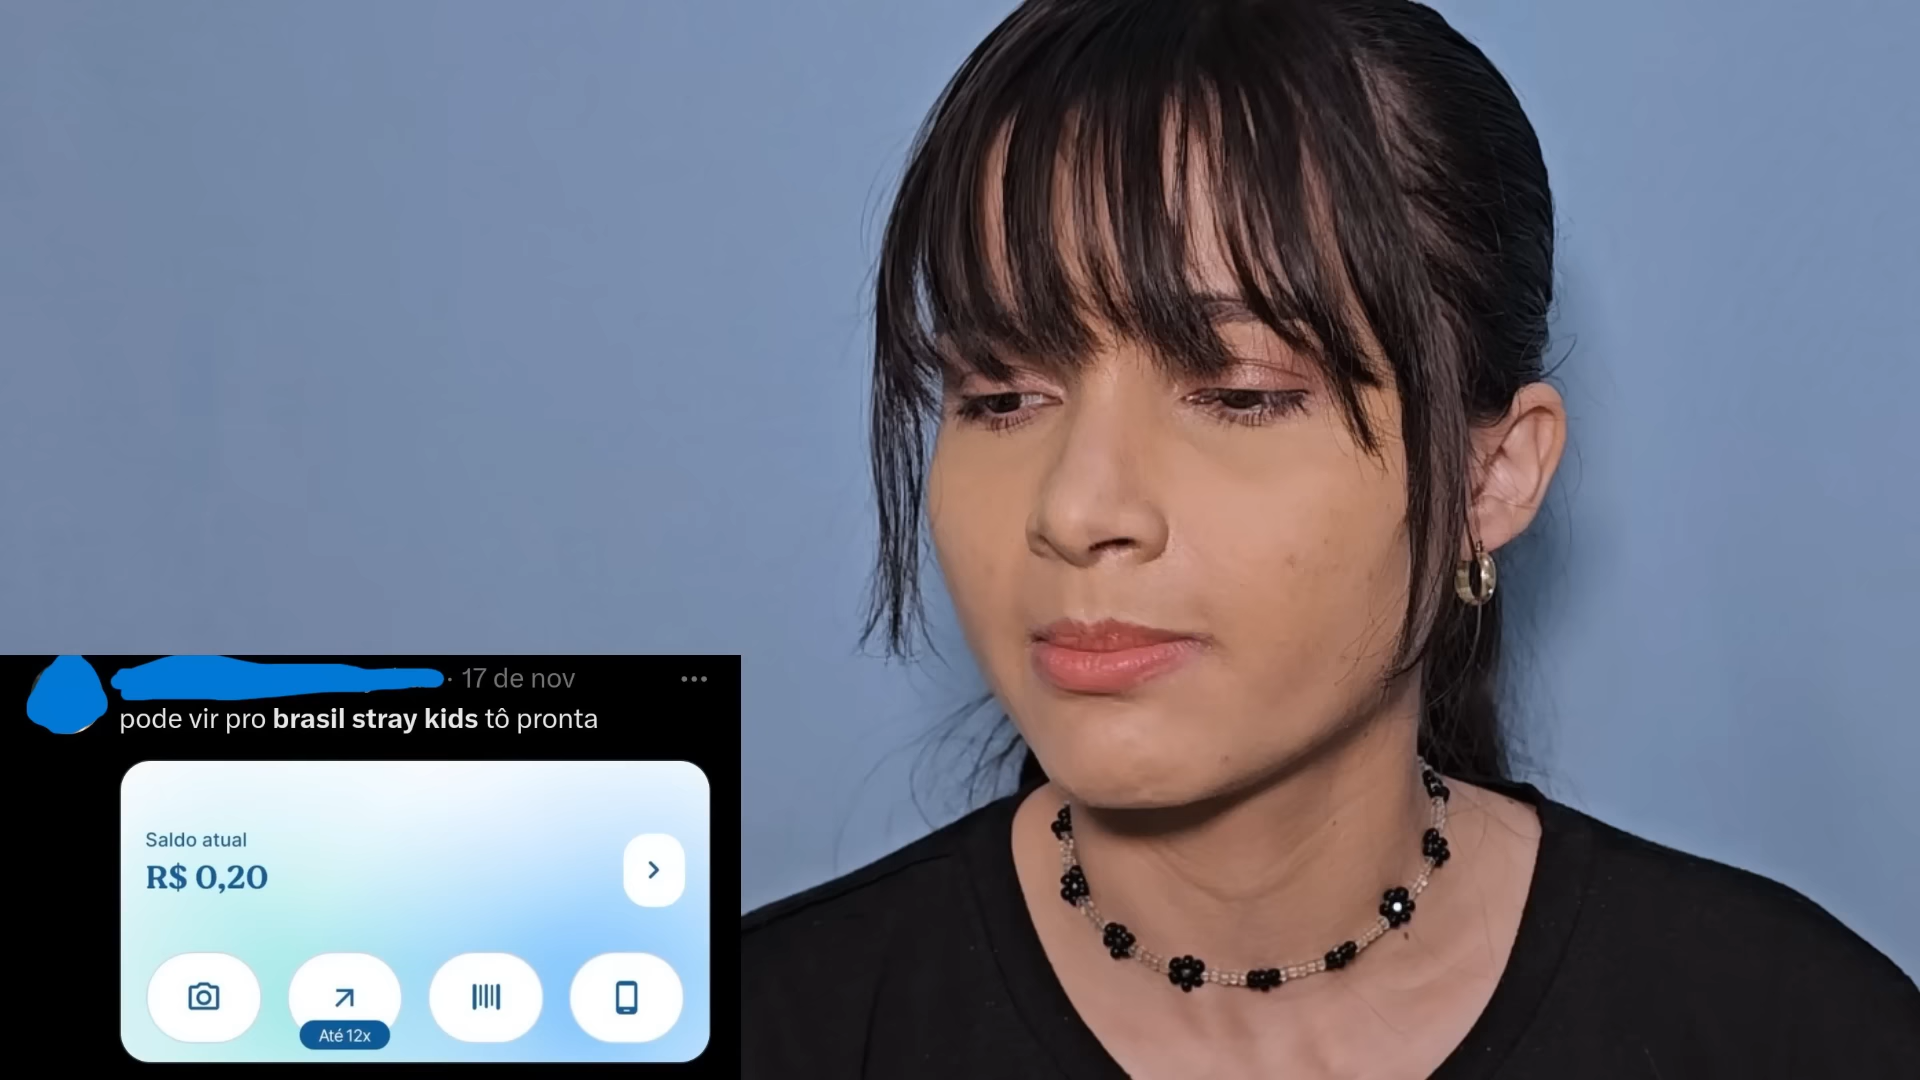 · 17 de nov
pode vir pro brasil stray kids tô pronta
Saldo atual
R$ 0,20
Até 12x